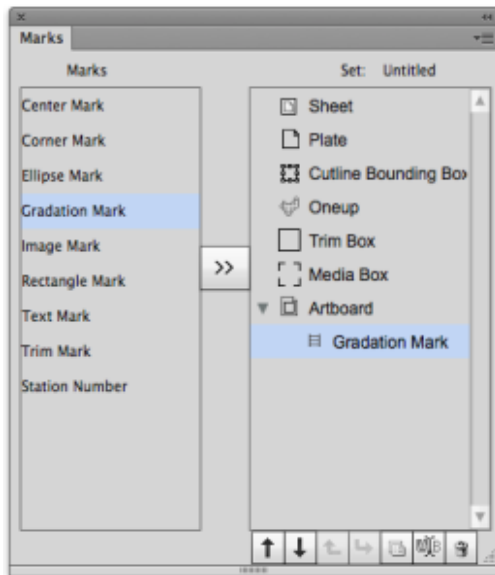 Marks
Marks
Set: Untitled
Center Mark
Corner Mark
Ellipse Mark
Gradation Mark
Image Mark
Rectangle Mark
Text Mark
Trim Mark
Station Number
>>
Sheet
Plate
Cutline Bounding Box
Oneup
Trim Box
Media Box
Artboard
Gradation Mark